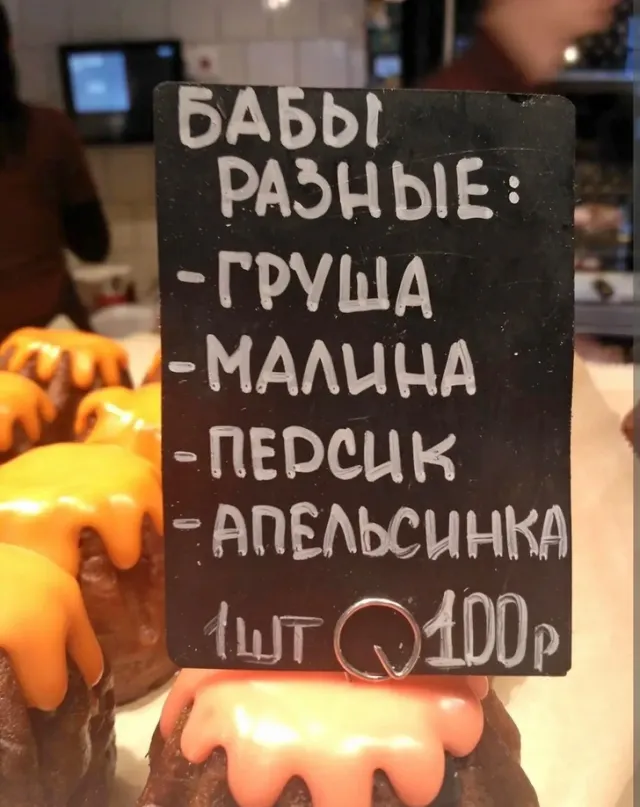 БАБЫ
РАЗНЫЕ:
-ГРУША
-МАЛИНА
-ПЕРСИК
-АПЕЛЬСИНКА
1ШТ 100р